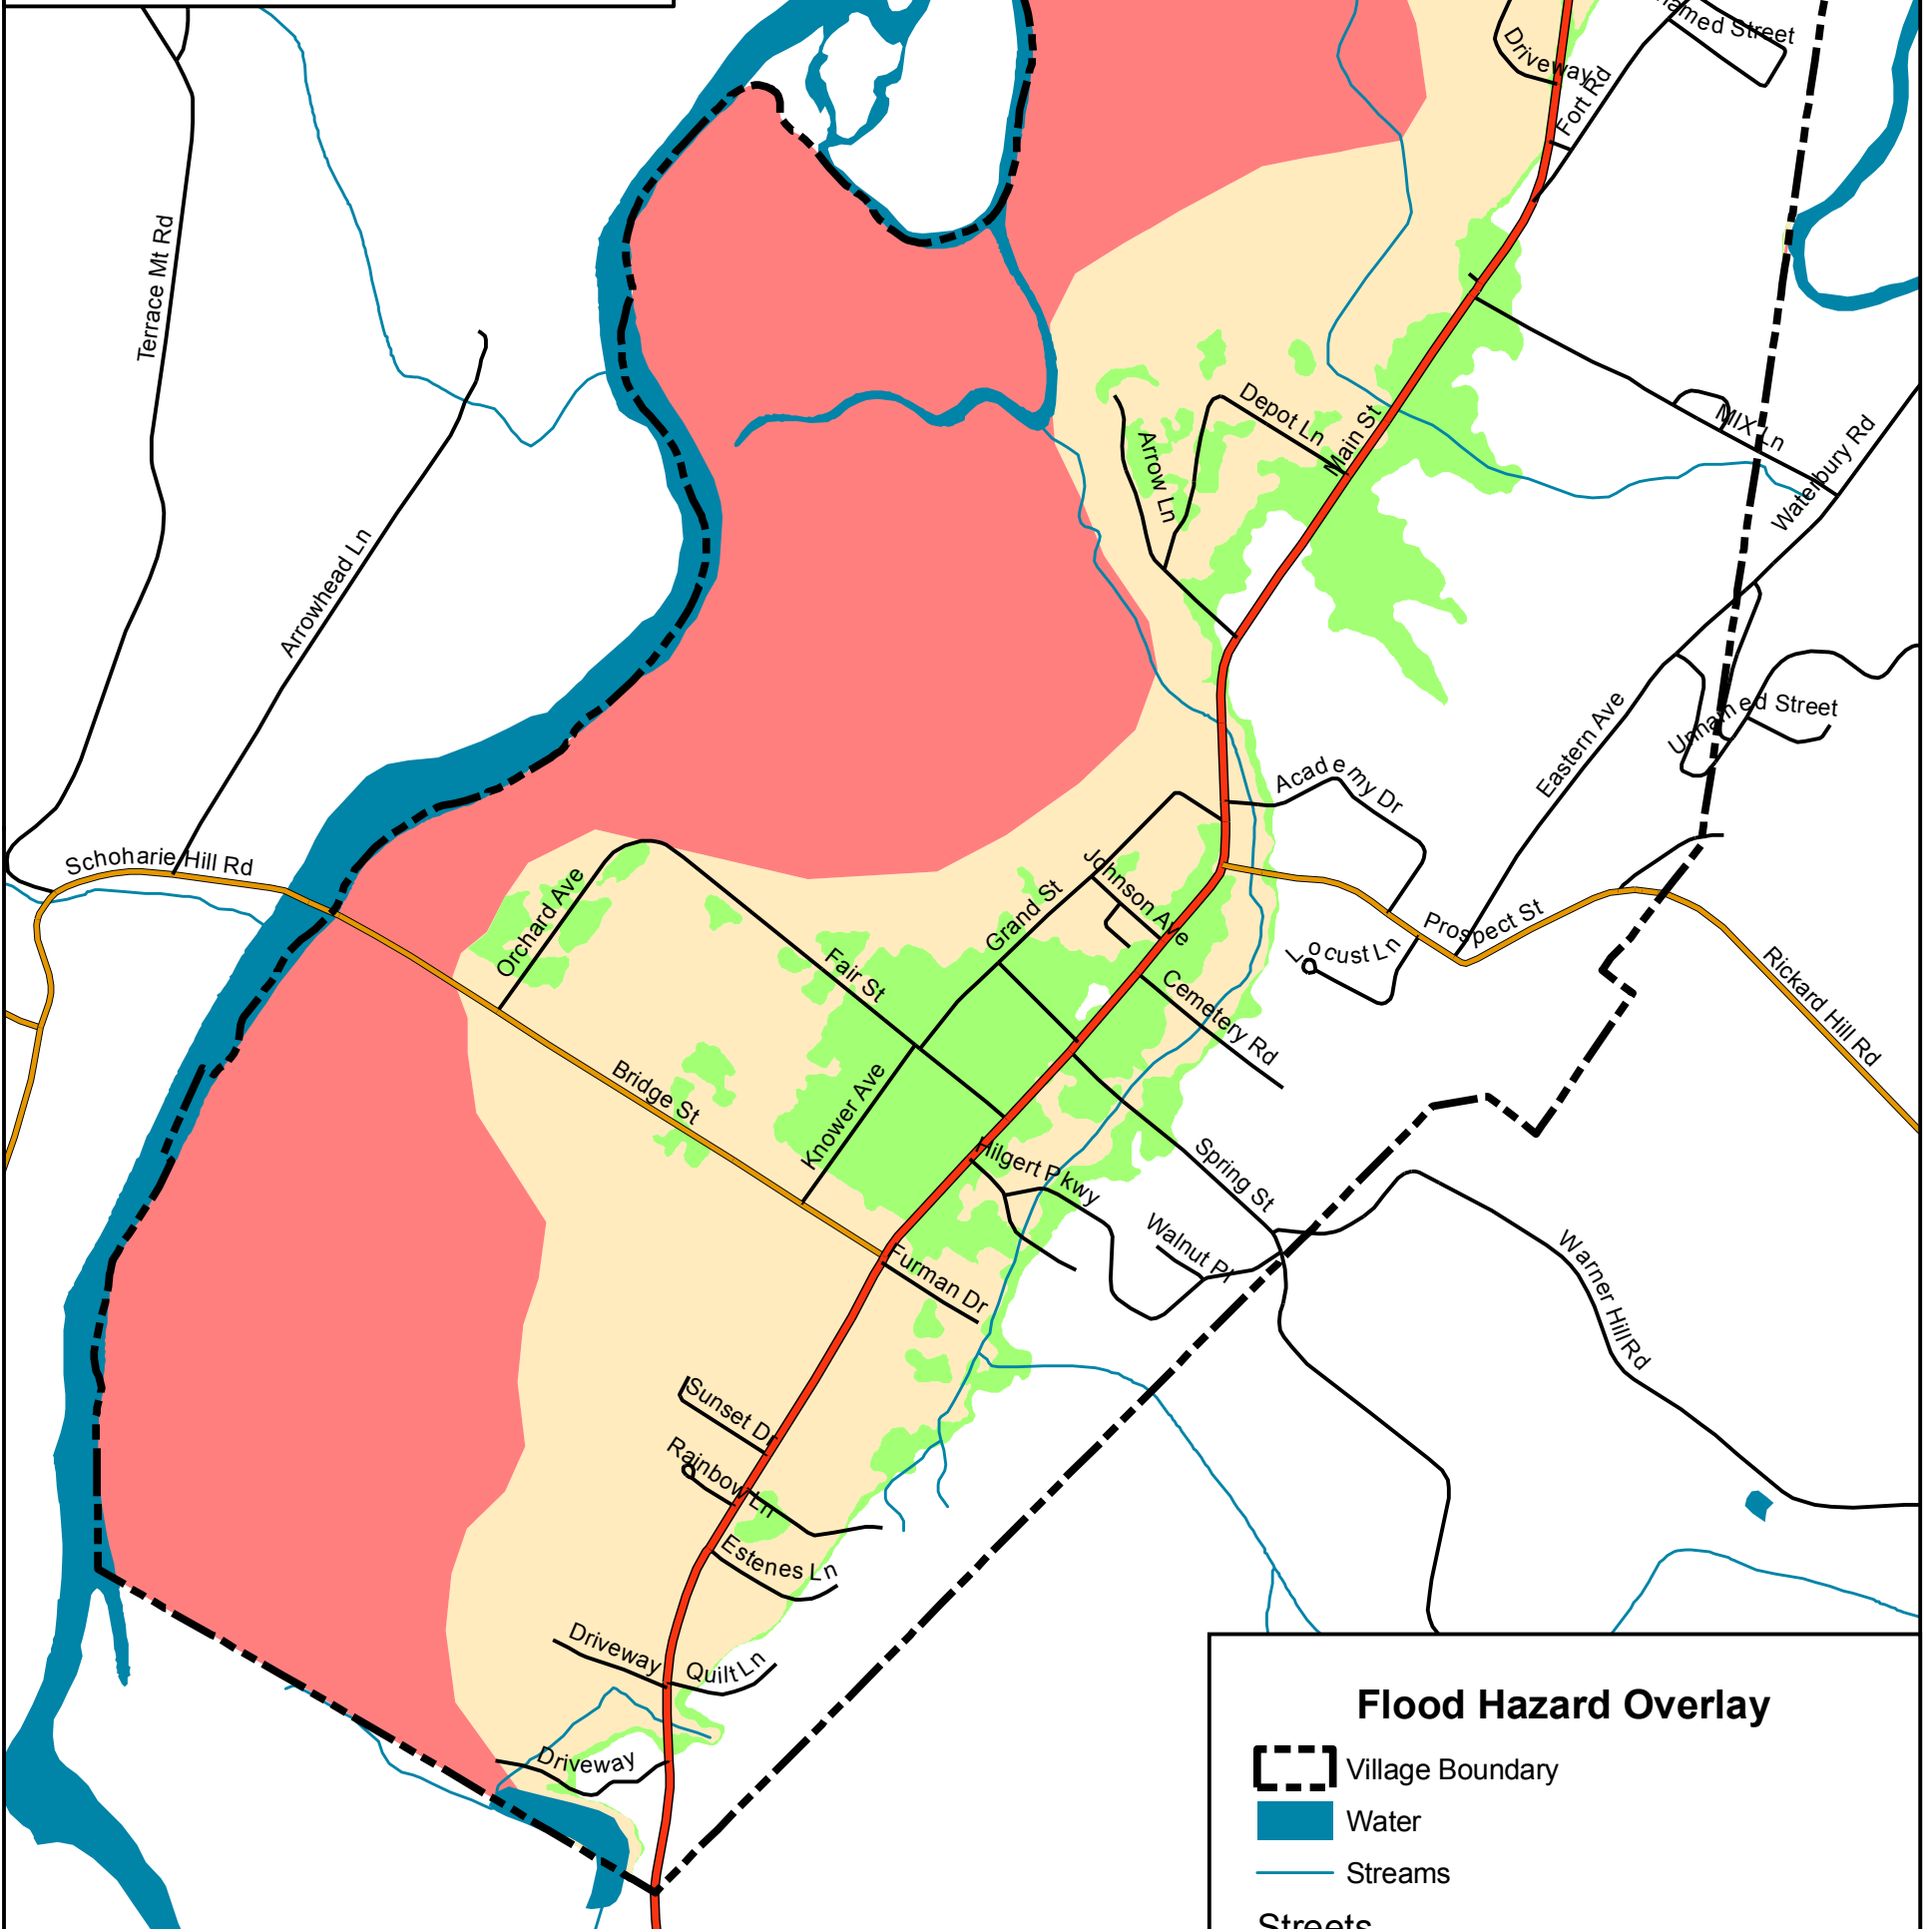 Driveway
Fort Rd
Terrace Mt Rd
Depot Ln
Main St
Arrow Ln
MIX Ln
Waterbury Rd
Arrowhead Ln
Unnamed Street
Eastern Ave
Academy Dr
Schoharie Hill Rd
Orchard Ave
Johnson Ave
Grand St
Prospect St
Locust Ln
Fair St
Cemetery Rd
Rickard Hill Rd
Bridge St
Knower Ave
Hilgert Pkwy
Spring St
Walnut Pl
Warner Hill Rd
Furman Dr
Sunset Dr
Rainbow Ln
Estenes Ln
Driveway
Quilt Ln
Driveway
Flood Hazard Overlay
Village Boundary
Water
Streams
Streets